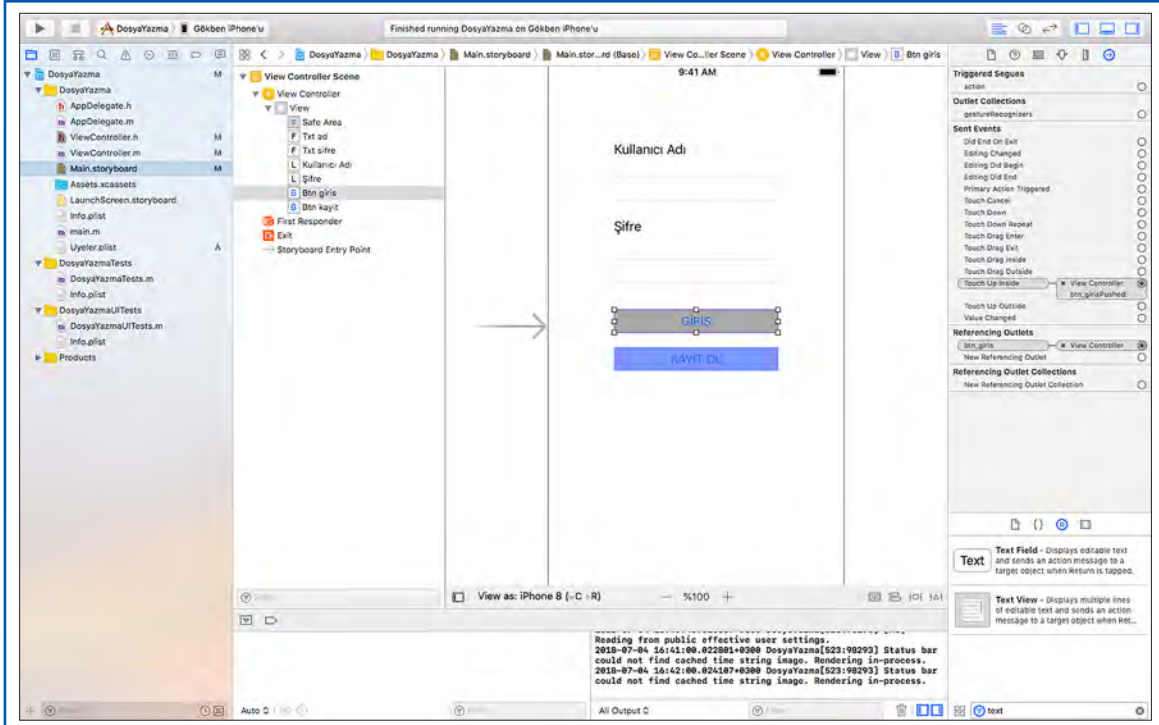 DosyaYazma Gökben iPhone'u
Finished running DosyaYazma on Gökben iPhone'u
DosyaYazma M
DosyaYazma
AppDelegate.h
AppDelegate.m
ViewController.h M
ViewController.m M
Main.storyboard M
Assets.xcassets
LaunchScreen.storyboard
Info.plist
main.m
Uyeler.plist A
DosyaYazmaTests
DosyaYazmaTests.m
Info.plist
DosyaYazmaUITests
DosyaYazmaUITests.m
Info.plist
Products
DosyaYazma DosyaYazma Main.storyboard Main.stor...rd (Base) View Co...ller Scene View Controller View B Btn giris
View Controller Scene
View Controller
View
Safe Area
F Txt ad
F Txt sifre
L Kullanıcı Adı
L Şifre
B Btn giris
B Btn kayit
First Responder
Exit
Storyboard Entry Point
9:41 AM
Kullanıcı Adı
Şifre
GİRİŞ
KAYIT OL
View as: iPhone 8 (wC hR)
%100
Reading from public effective user settings.
2018-07-04 16:41:00.022801+0300 DosyaYazma[523:98293] Status bar
could not find cached time string image. Rendering in-process.
2018-07-04 16:42:00.024107+0300 DosyaYazma[523:98293] Status bar
could not find cached time string image. Rendering in-process.
Auto
All Output
Triggered Segues
action
Outlet Collections
gestureRecognizers
Sent Events
Did End On Exit
Editing Changed
Editing Did Begin
Editing Did End
Primary Action Triggered
Touch Cancel
Touch Down
Touch Down Repeat
Touch Drag Enter
Touch Drag Exit
Touch Drag Inside
Touch Drag Outside
Touch Up Inside View Controller
btn_girisPushed:
Touch Up Outside
Value Changed
Referencing Outlets
btn_giris View Controller
New Referencing Outlet
Referencing Outlet Collections
New Referencing Outlet Collection
Text
Text Field - Displays editable text
and sends an action message to a
target object when Return is tapped.
Text View - Displays multiple lines
of editable text and sends an action
message to a target object when Ret...
text